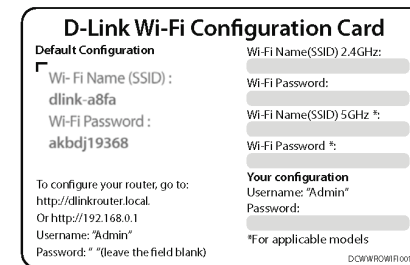 D-Link Wi-Fi Configuration Card
Default Configuration
Wi- Fi Name (SSID) :
dlink-a8fa
Wi-Fi Password :
akbdj19368
To configure your router, go to:
http://dlinkrouter.local.
Or http://192.168.0.1
Username: "Admin"
Password: " "(leave the field blank)
Wi-Fi Name(SSID) 2.4GHz:
Wi-Fi Password:
Wi-Fi Name(SSID) 5GHz *:
Wi-Fi Password *:
Your configuration
Username: "Admin"
Password:
*For applicable models